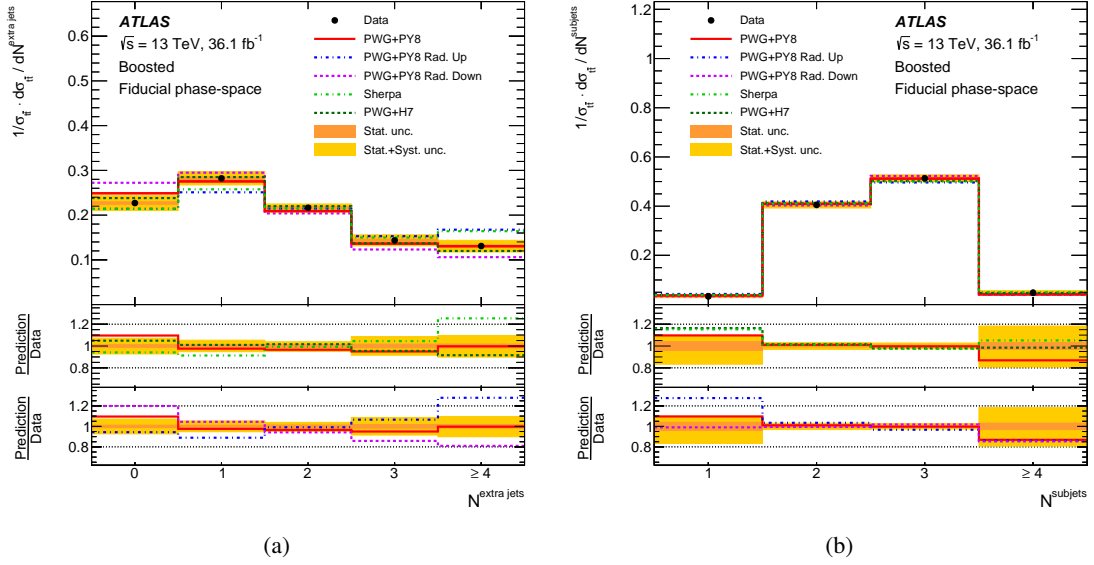 1/σ_tt̄ · dσ_tt̄ / dN^extra jets
ATLAS
√s = 13 TeV, 36.1 fb⁻¹
Boosted
Fiducial phase-space
Data
PWG+PY8
PWG+PY8 Rad. Up
PWG+PY8 Rad. Down
Sherpa
PWG+H7
Stat. unc.
Stat.+Syst. unc.
0.6
0.5
0.4
0.3
0.2
0.1
Prediction
Data
1.2
1
0.8
Prediction
Data
1.2
1
0.8
0 1 2 3 ≥ 4
N^extra jets
(a)
1/σ_tt̄ · dσ_tt̄ / dN^subjets
Data
PWG+PY8
PWG+PY8 Rad. Up
PWG+PY8 Rad. Down
Sherpa
PWG+H7
Stat. unc.
Stat.+Syst. unc.
ATLAS
√s = 13 TeV, 36.1 fb⁻¹
Boosted
Fiducial phase-space
1.2
1
0.8
0.6
0.4
0.2
Prediction
Data
1.2
1
0.8
Prediction
Data
1.2
1
0.8
1 2 3 ≥ 4
N^subjets
(b)